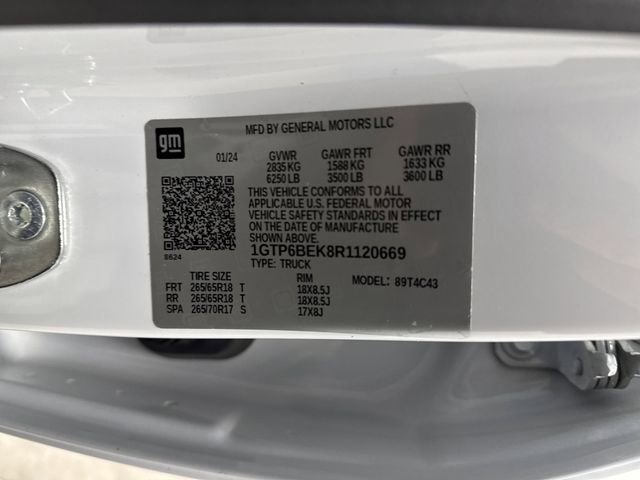 gm
MFD BY GENERAL MOTORS LLC
01/24 GVWR GAWR FRT GAWR RR
2835 KG 1588 KG 1633 KG
6250 LB 3500 LB 3600 LB
THIS VEHICLE CONFORMS TO ALL
APPLICABLE U.S. FEDERAL MOTOR
VEHICLE SAFETY STANDARDS IN EFFECT
ON THE DATE OF MANUFACTURE
SHOWN ABOVE.
8624
1GTP6BEK8R1120669
TYPE: TRUCK
TIRE SIZE RIM MODEL: 89T4C43
FRT 265/65R18 T 18X8.5J
RR 265/65R18 T 18X8.5J
SPA 265/70R17 S 17X8J